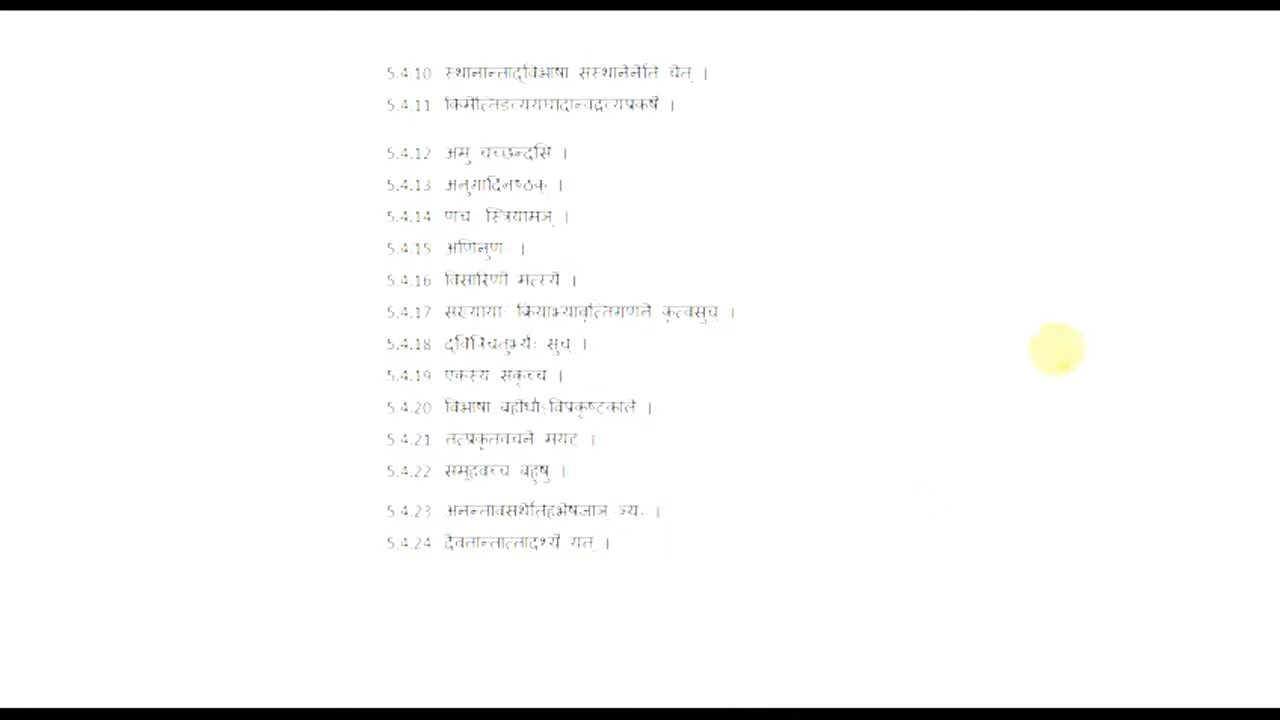 5.4.10 स्थानान्ताद्विभाषा सस्थानेनेति चेत् ।
5.4.11 किमेत्तिङव्ययघादाम्वद्रव्यप्रकर्षे ।
5.4.12 अमु चच्छन्दसि ।
5.4.13 अनुगादिनष्ठक् ।
5.4.14 णचः स्त्रियामञ् ।
5.4.15 अणिनुणः ।
5.4.16 विसारिणो मत्स्ये ।
5.4.17 संख्यायाः क्रियाभ्यावृत्तिगणने कृत्वसुच् ।
5.4.18 द्वित्रिचतुर्भ्यः सुच् ।
5.4.19 एकस्य सकृच्च ।
5.4.20 विभाषा बहोर्धाऽविप्रकृष्टकाले ।
5.4.21 तत्प्रकृतवचने मयट् ।
5.4.22 समूहवच्च बहुषु ।
5.4.23 अनन्तावसथेतिहभेषजाञ् ञ्यः ।
5.4.24 देवतान्तात्तादर्थ्ये यत् ।